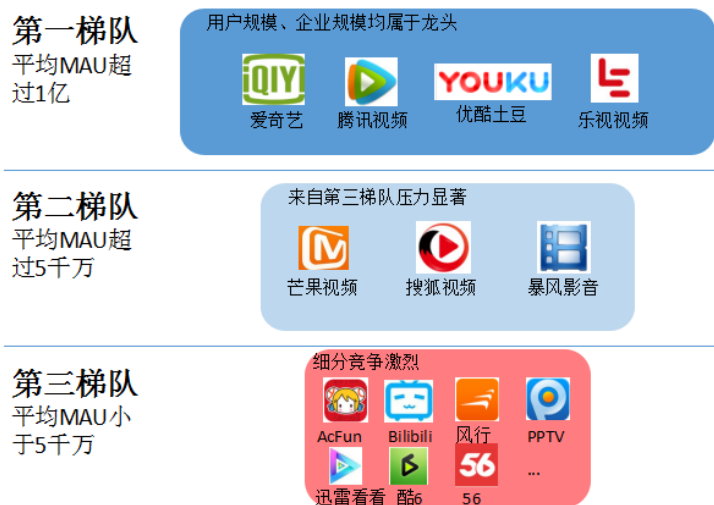 第一梯队
平均MAU超
过1亿
用户规模、企业规模均属于龙头
iQIYI
YOUKU
爱奇艺
腾讯视频
优酷土豆
乐视视频
第二梯队
平均MAU超
过5千万
来自第三梯队压力显著
芒果视频
搜狐视频
暴风影音
第三梯队
平均MAU小
于5千万
细分竞争激烈
AcFun
Bilibili
风行
PPTV
56
...
迅雷看看
酷6
56